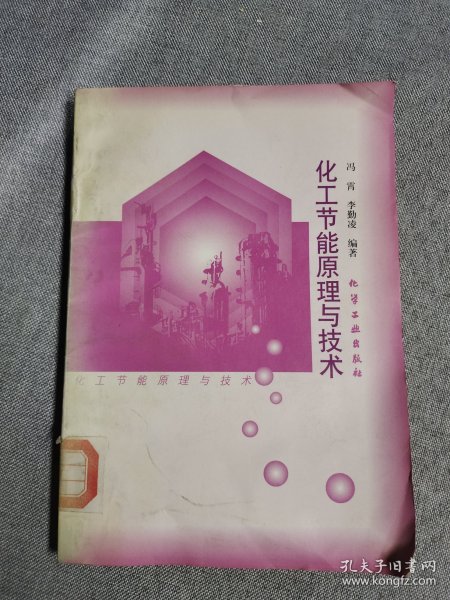 化工节能原理与技术
冯霄 李勤凌 编著
化学工业出版社
化工节能原理与技术
孔夫子旧书网
www.kongfz.com